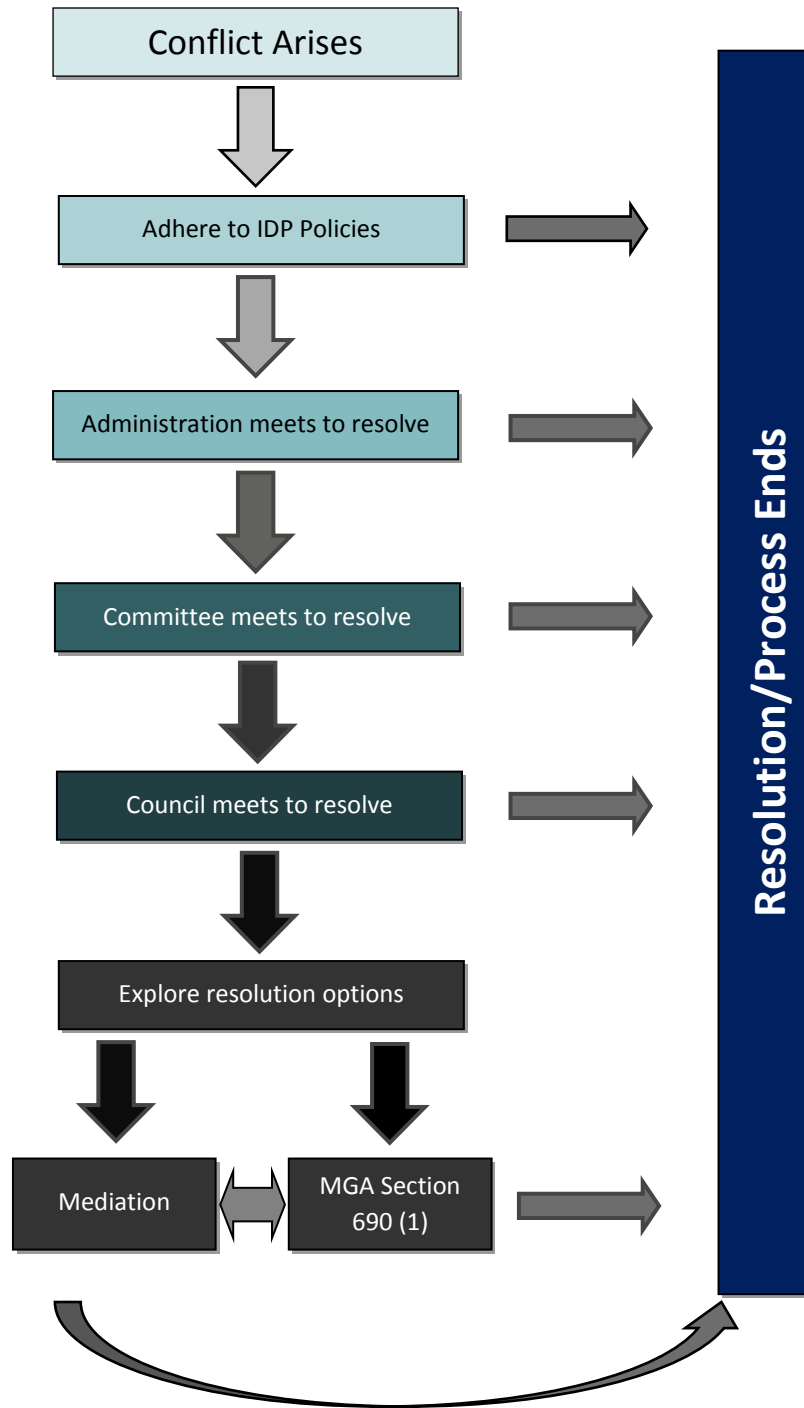 Conflict Arises
Adhere to IDP Policies
Administration meets to resolve
Committee meets to resolve
Council meets to resolve
Explore resolution options
Mediation
MGA Section
690 (1)
Resolution/Process Ends